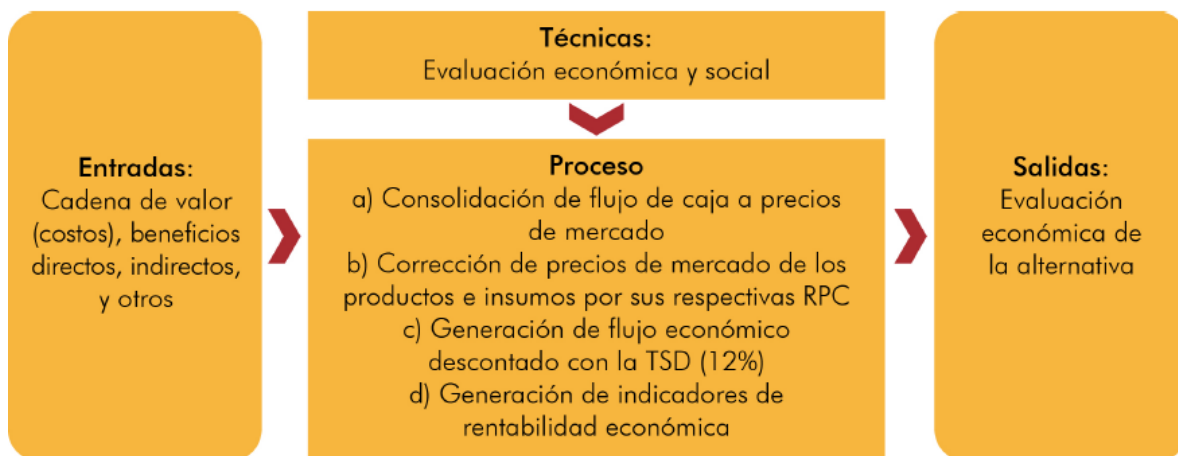 Técnicas:
Evaluación económica y social
Entradas:
Cadena de valor
(costos), beneficios
directos, indirectos,
y otros
Proceso
a) Consolidación de flujo de caja a precios
de mercado
b) Corrección de precios de mercado de los
productos e insumos por sus respectivas RPC
c) Generación de flujo económico
descontado con la TSD (12%)
d) Generación de indicadores de
rentabilidad económica
Salidas:
Evaluación
económica de
la alternativa